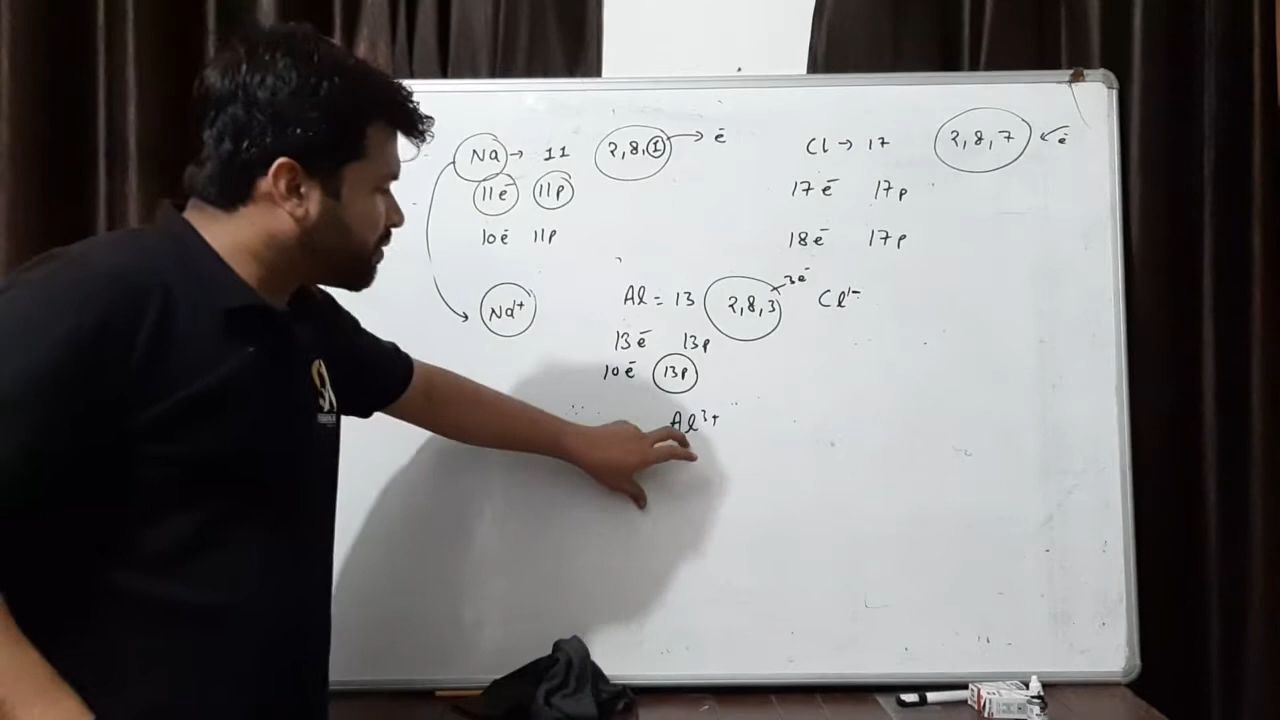 Na → 11 2,8,1 → ē
11ē 11p
10ē 11p
Na+
Cl → 17 2,8,7 ← ē
17ē 17p
18ē 17p
Cl¹⁻
Al = 13 2,8,3 3ē
13ē 13p
10ē 13p
Al³⁺